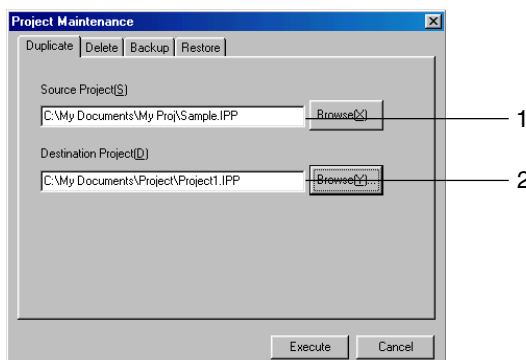 Project Maintenance
Duplicate Delete Backup Restore
Source Project(S)
C:\My Documents\My Proj\Sample.IPP Browse(X)... 1
Destination Project(D)
C:\My Documents\Project\Project1.IPP Browse(Y)... 2
Execute Cancel